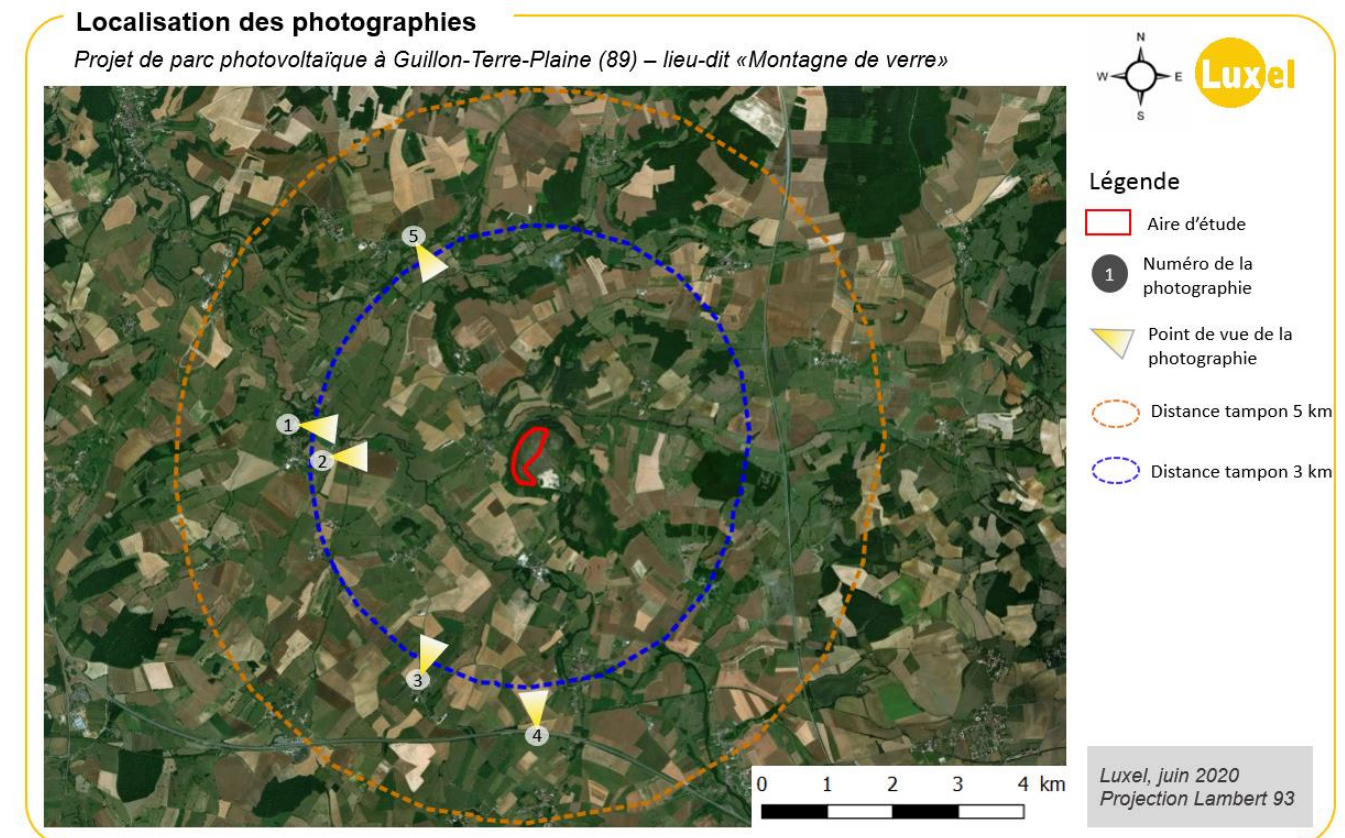 Localisation des photographies
Projet de parc photovoltaïque à Guillon-Terre-Plaine (89) – lieu-dit «Montagne de verre»
N
W E
S
Luxel
Légende
Aire d'étude
1
Numéro de la
photographie
Point de vue de la
photographie
Distance tampon 5 km
Distance tampon 3 km
5
1
2
3
4
0 1 2 3 4 km
Luxel, juin 2020
Projection Lambert 93